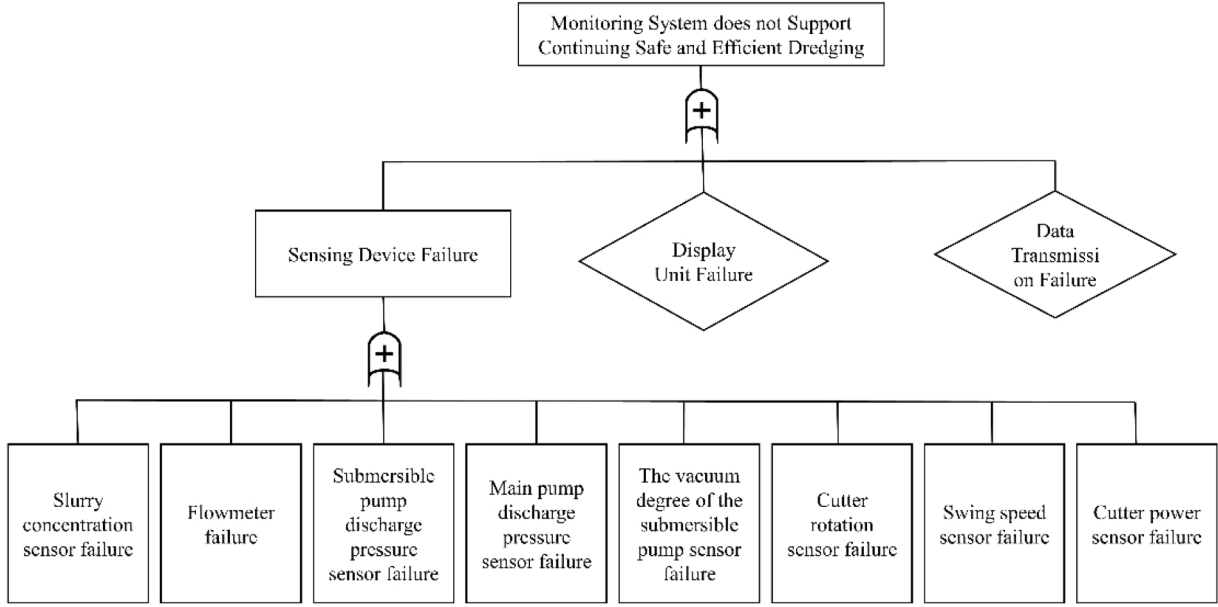 Monitoring System does not Support
Continuing Safe and Efficient Dredging
+
Sensing Device Failure
Display
Unit Failure
Data
Transmissi
on Failure
+
Slurry
concentration
sensor failure
Flowmeter
failure
Submersible
pump
discharge
pressure
sensor failure
Main pump
discharge
pressure
sensor failure
The vacuum
degree of the
submersible
pump sensor
failure
Cutter
rotation
sensor failure
Swing speed
sensor failure
Cutter power
sensor failure